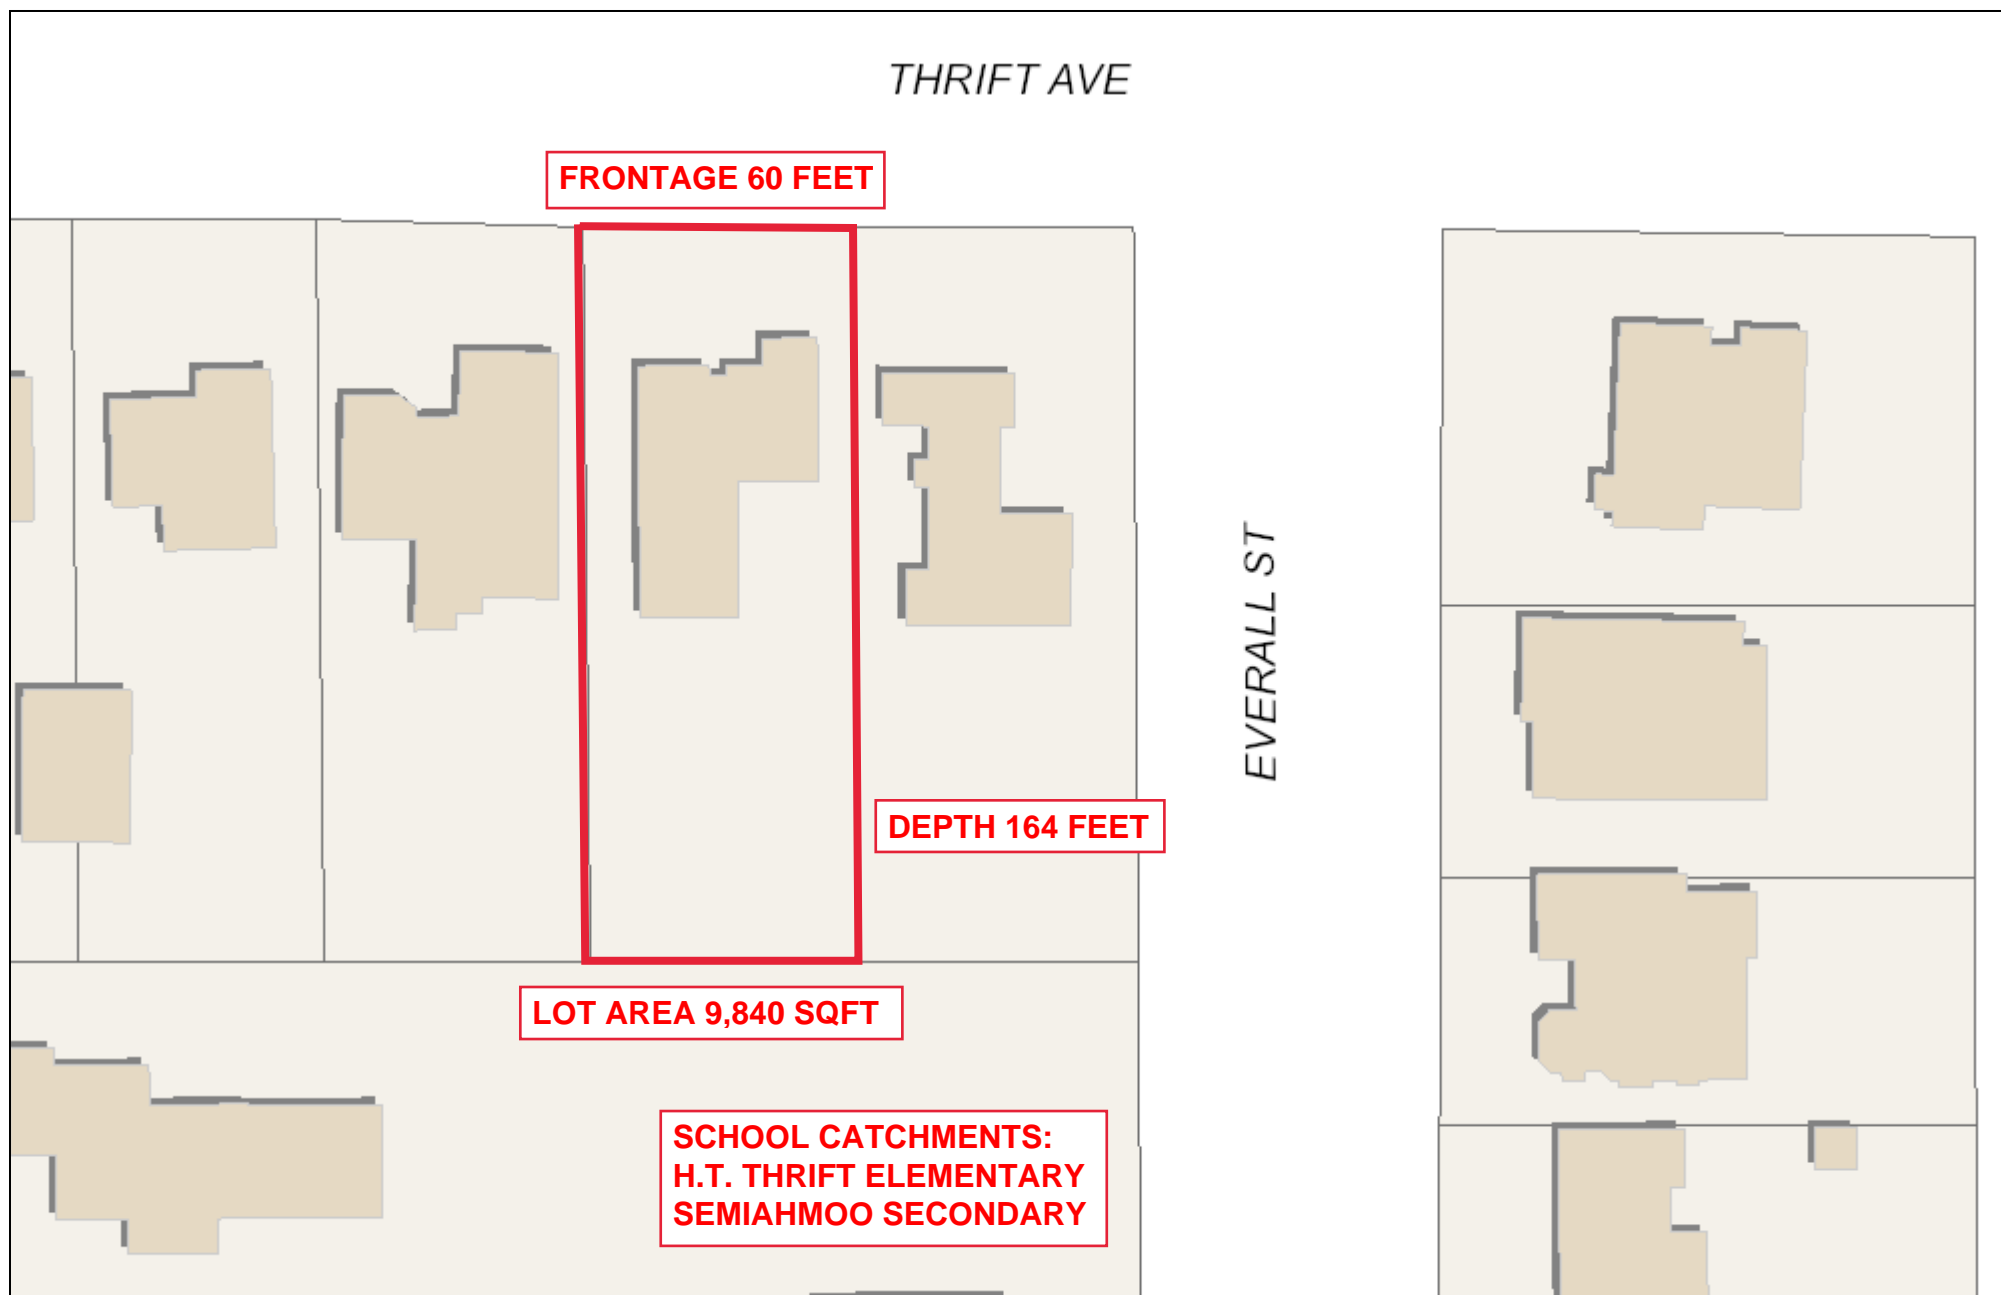 THRIFT AVE
FRONTAGE 60 FEET
EVERALL ST
DEPTH 164 FEET
LOT AREA 9,840 SQFT
SCHOOL CATCHMENTS:
H.T. THRIFT ELEMENTARY
SEMIAHMOO SECONDARY